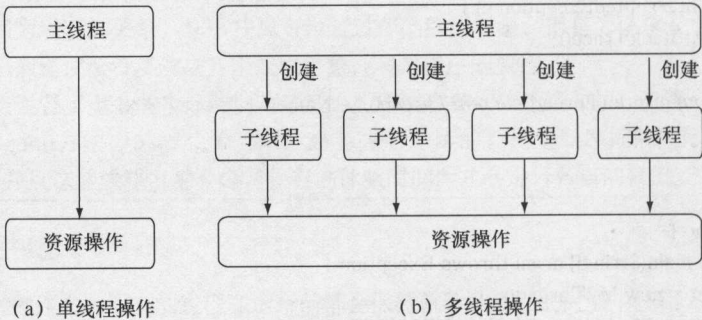 主线程
主线程
创建
创建
创建
创建
子线程
子线程
子线程
子线程
资源操作
资源操作
(a) 单线程操作
(b) 多线程操作